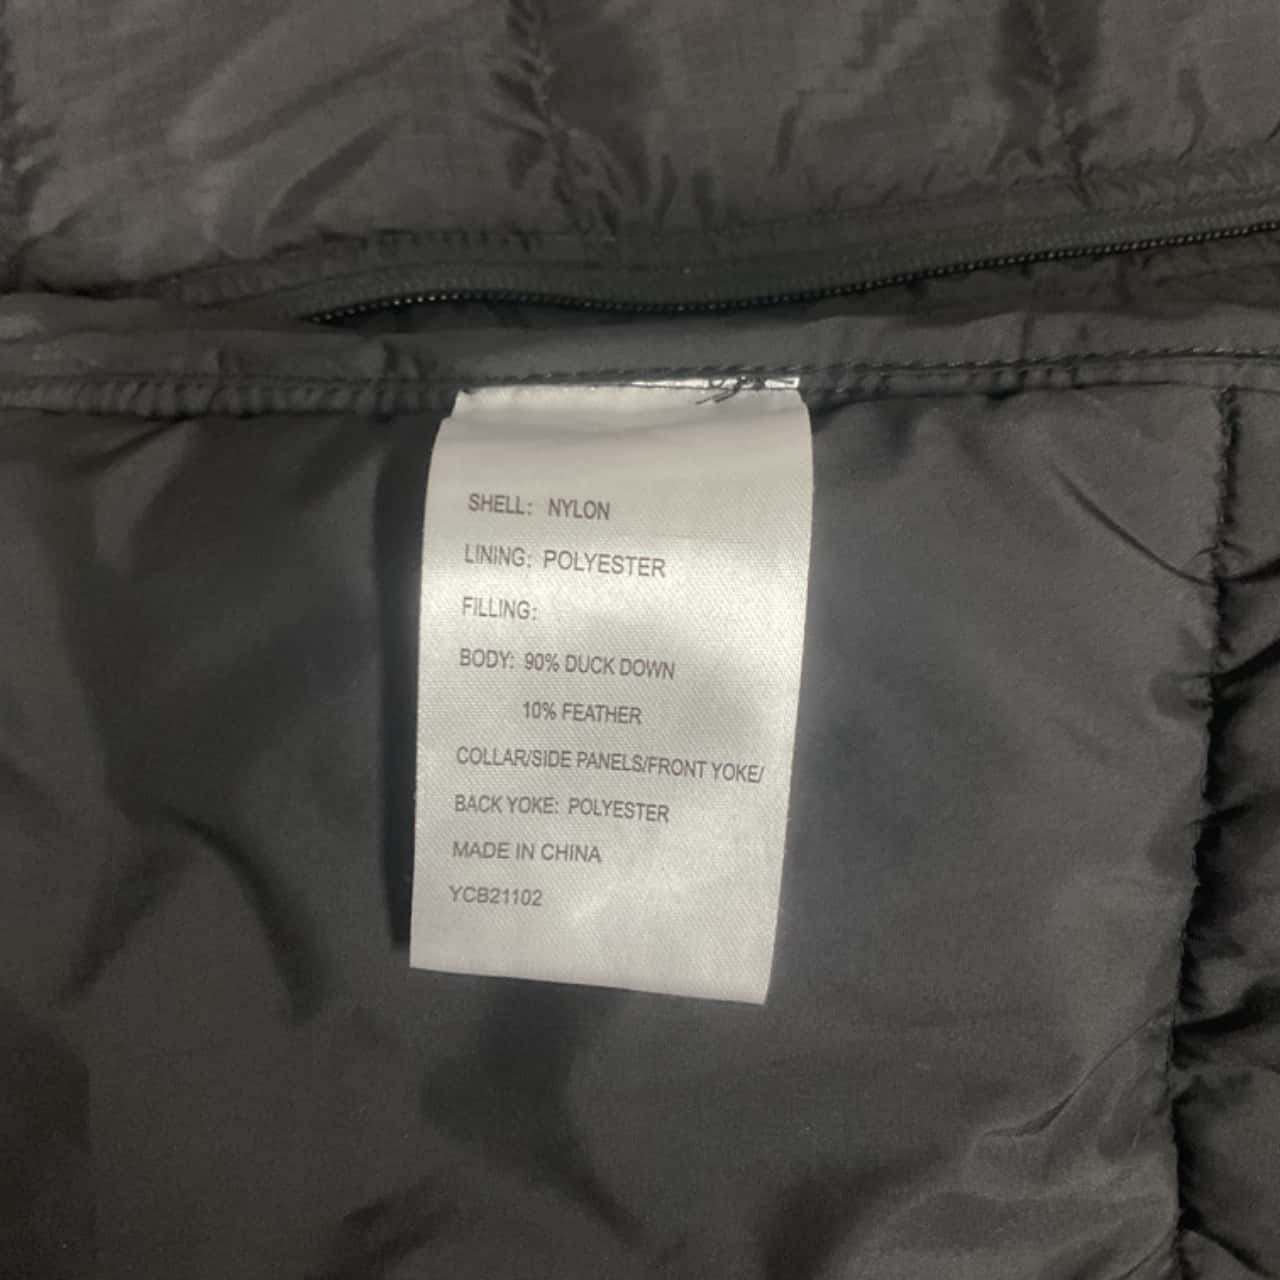 SHELL: NYLON
LINING: POLYESTER
FILLING:
BODY: 90% DUCK DOWN
10% FEATHER
COLLAR/SIDE PANELS/FRONT YOKE/
BACK YOKE: POLYESTER
MADE IN CHINA
YCB21102